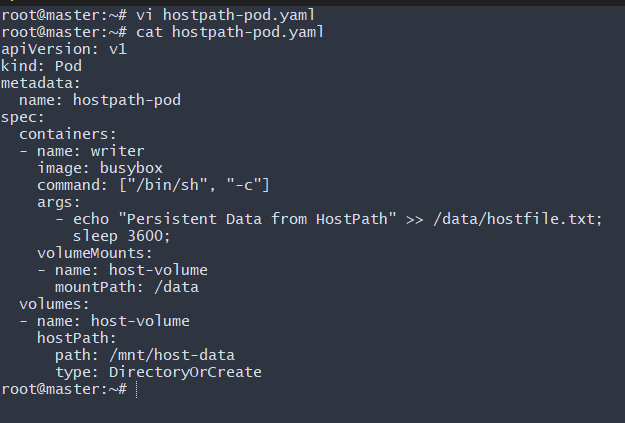 root@master:~# vi hostpath-pod.yaml
root@master:~# cat hostpath-pod.yaml
apiVersion: v1
kind: Pod
metadata:
  name: hostpath-pod
spec:
  containers:
  - name: writer
    image: busybox
    command: ["/bin/sh", "-c"]
    args:
      - echo "Persistent Data from HostPath" >> /data/hostfile.txt;
        sleep 3600;
    volumeMounts:
    - name: host-volume
      mountPath: /data
  volumes:
  - name: host-volume
    hostPath:
      path: /mnt/host-data
      type: DirectoryOrCreate
root@master:~#